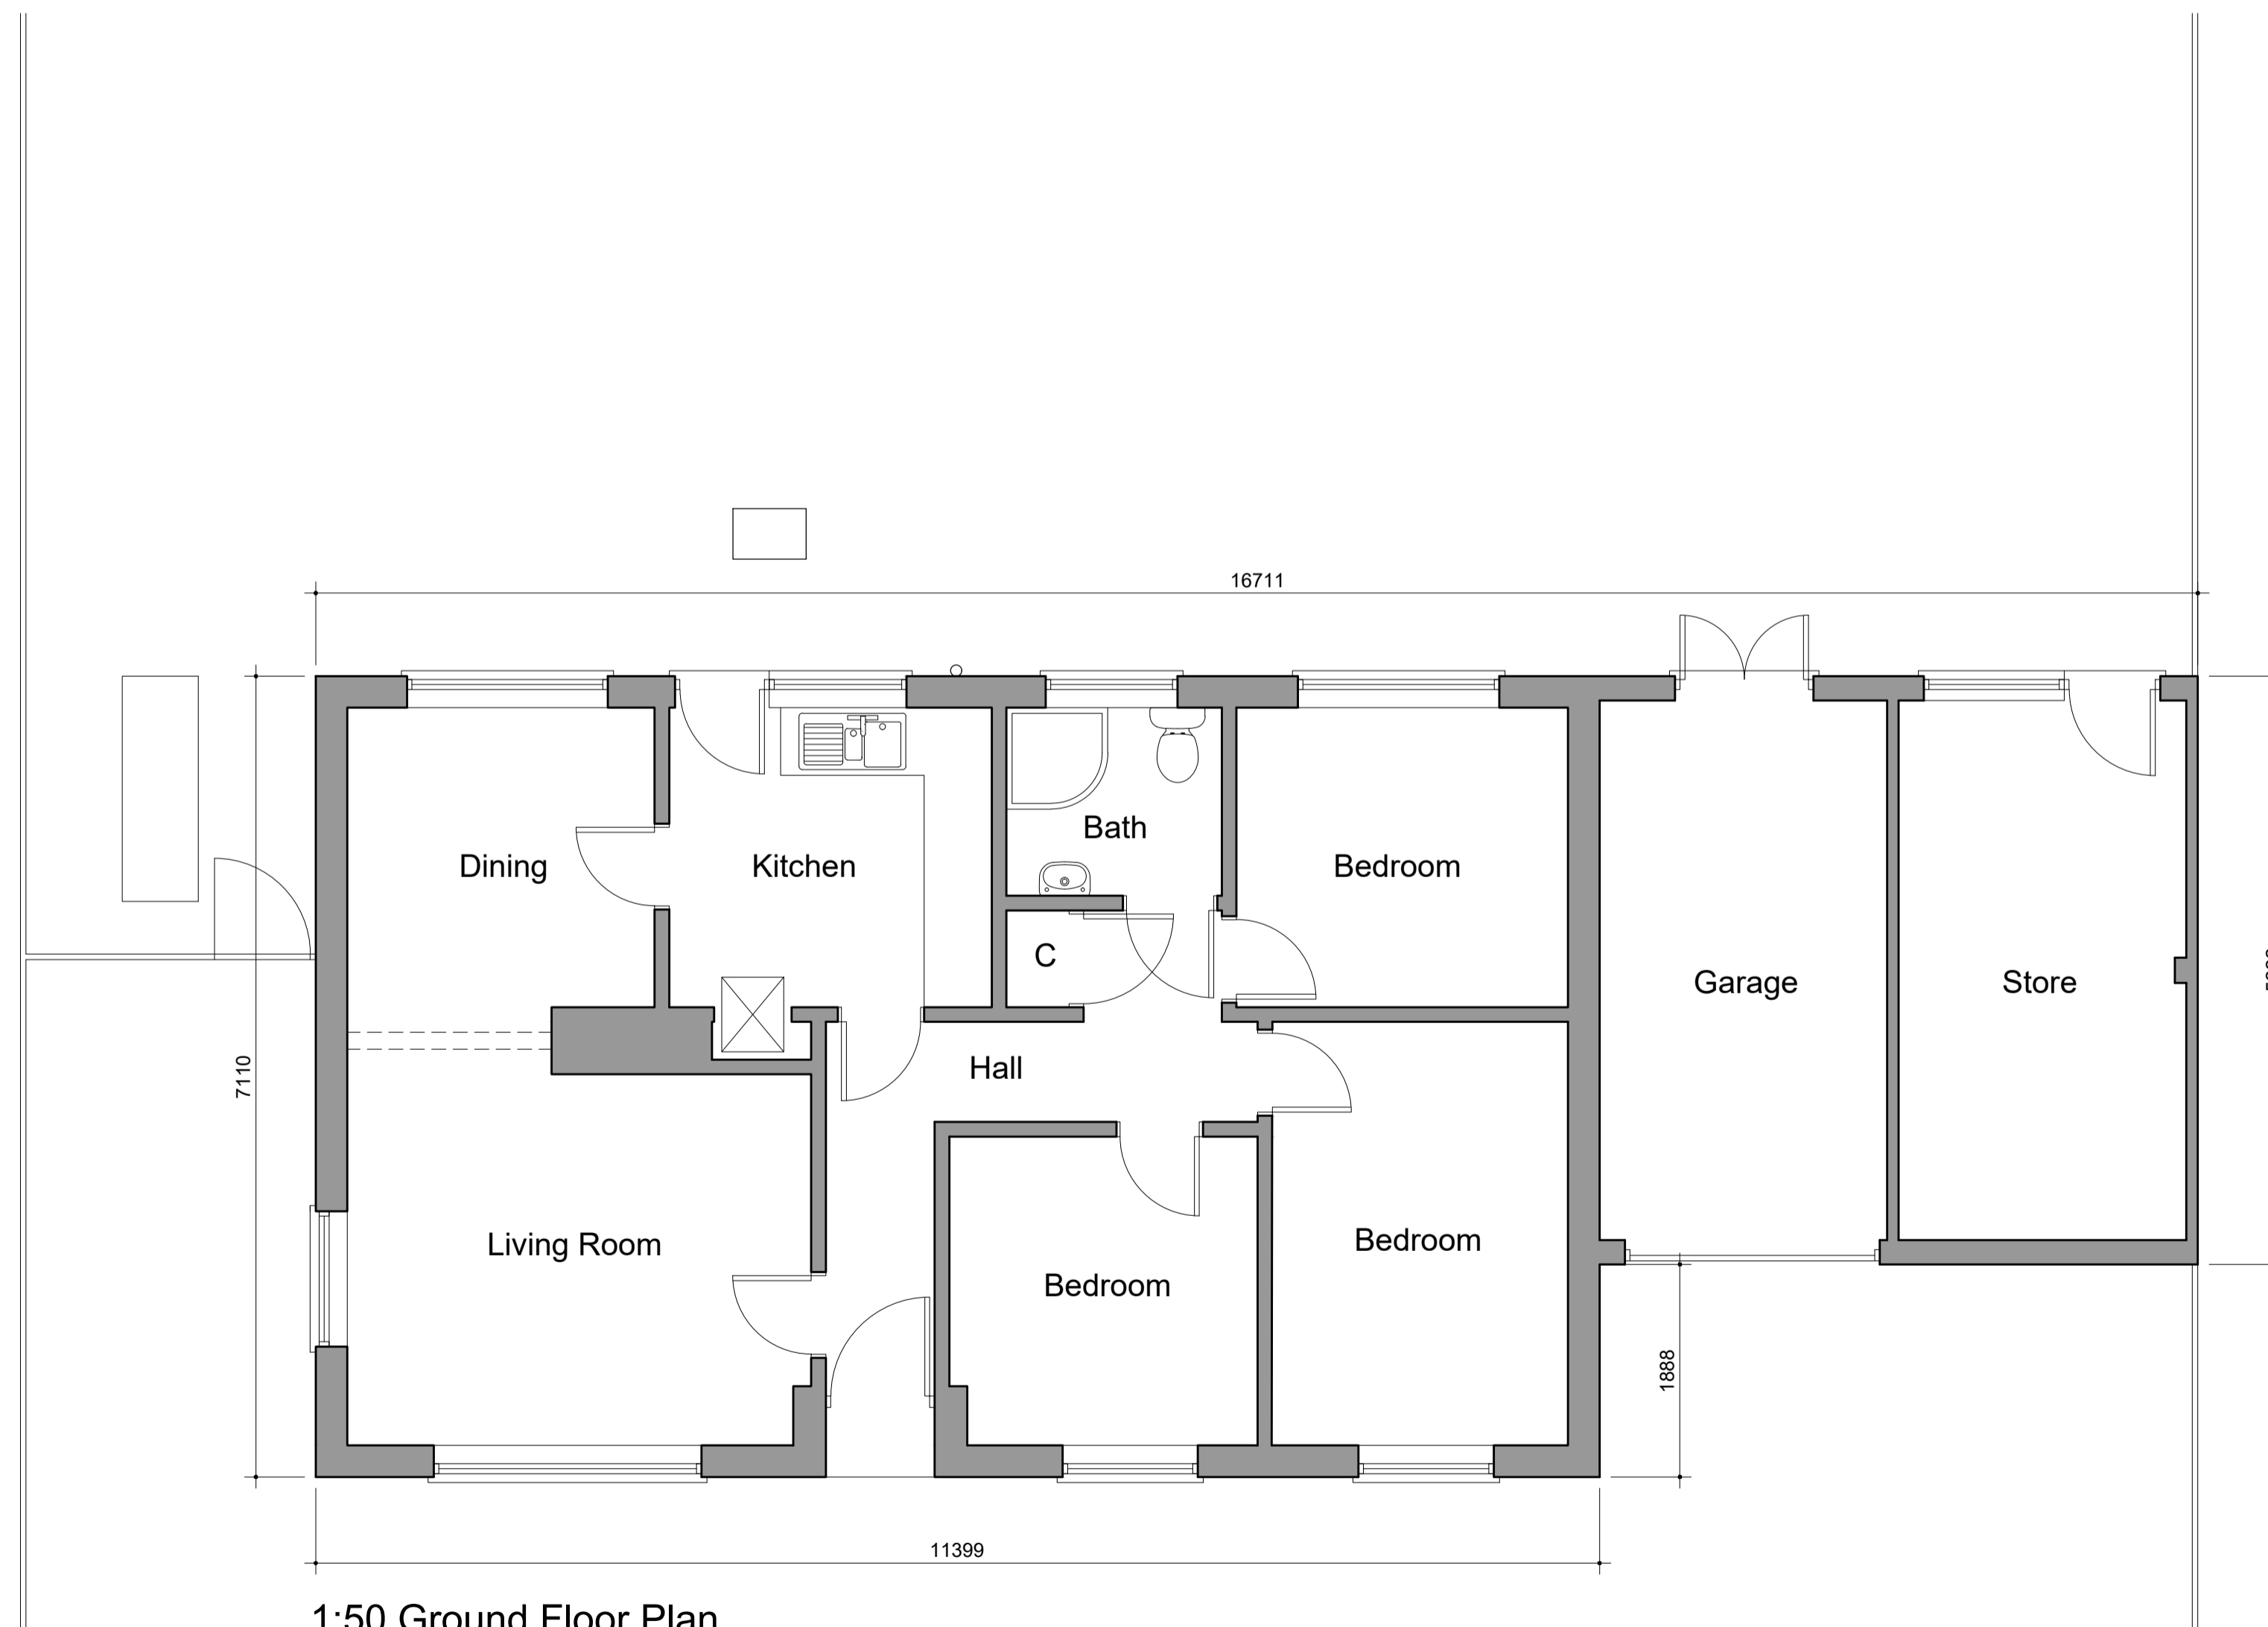 16711
Bath
Dining
Kitchen
Bedroom
C
Garage
Store
Hall
7110
Living Room
Bedroom
Bedroom
1888
11399
1:50 Ground Floor Plan